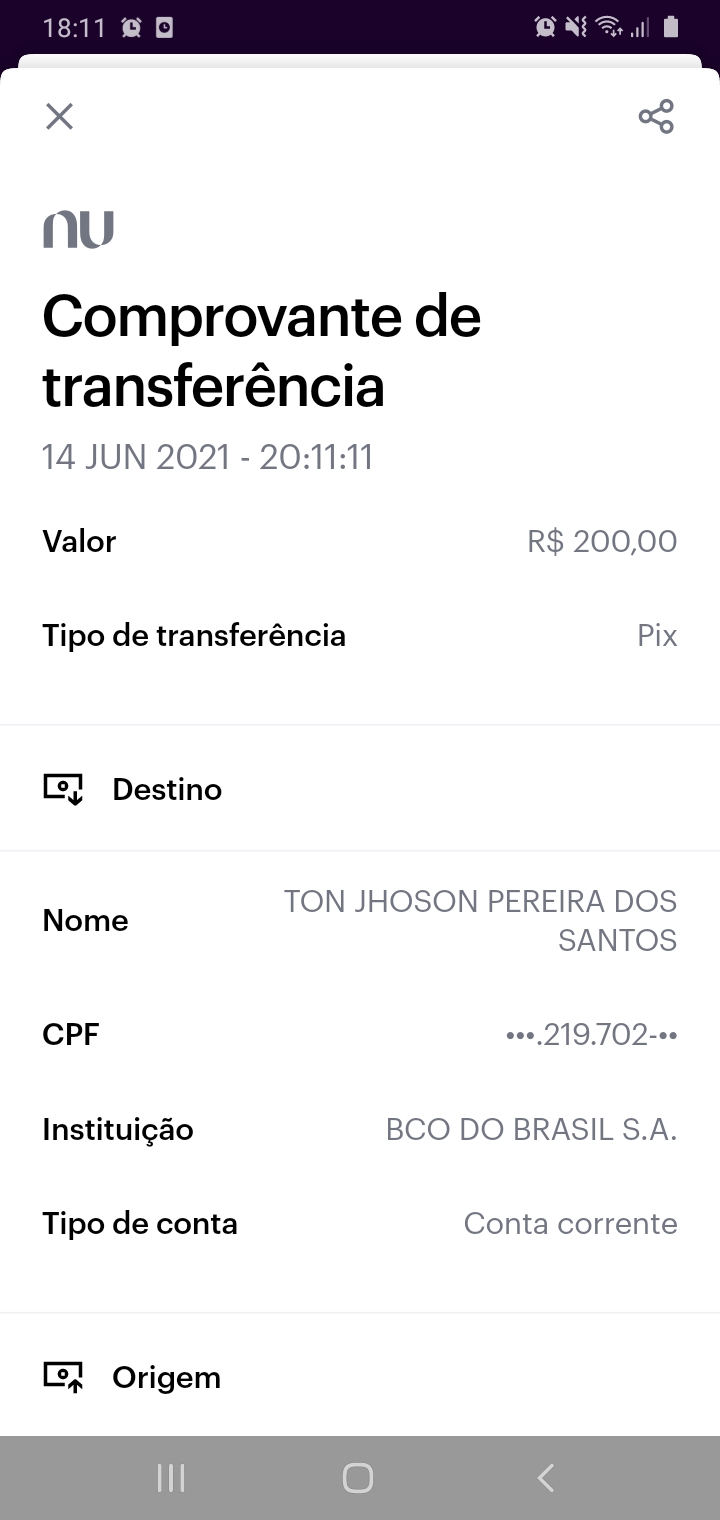 18:11
nu
Comprovante de
transferência
14 JUN 2021 - 20:11:11
Valor R$ 200,00
Tipo de transferência Pix
Destino
Nome TON JHOSON PEREIRA DOS
SANTOS
CPF •••.219.702-••
Instituição BCO DO BRASIL S.A.
Tipo de conta Conta corrente
Origem